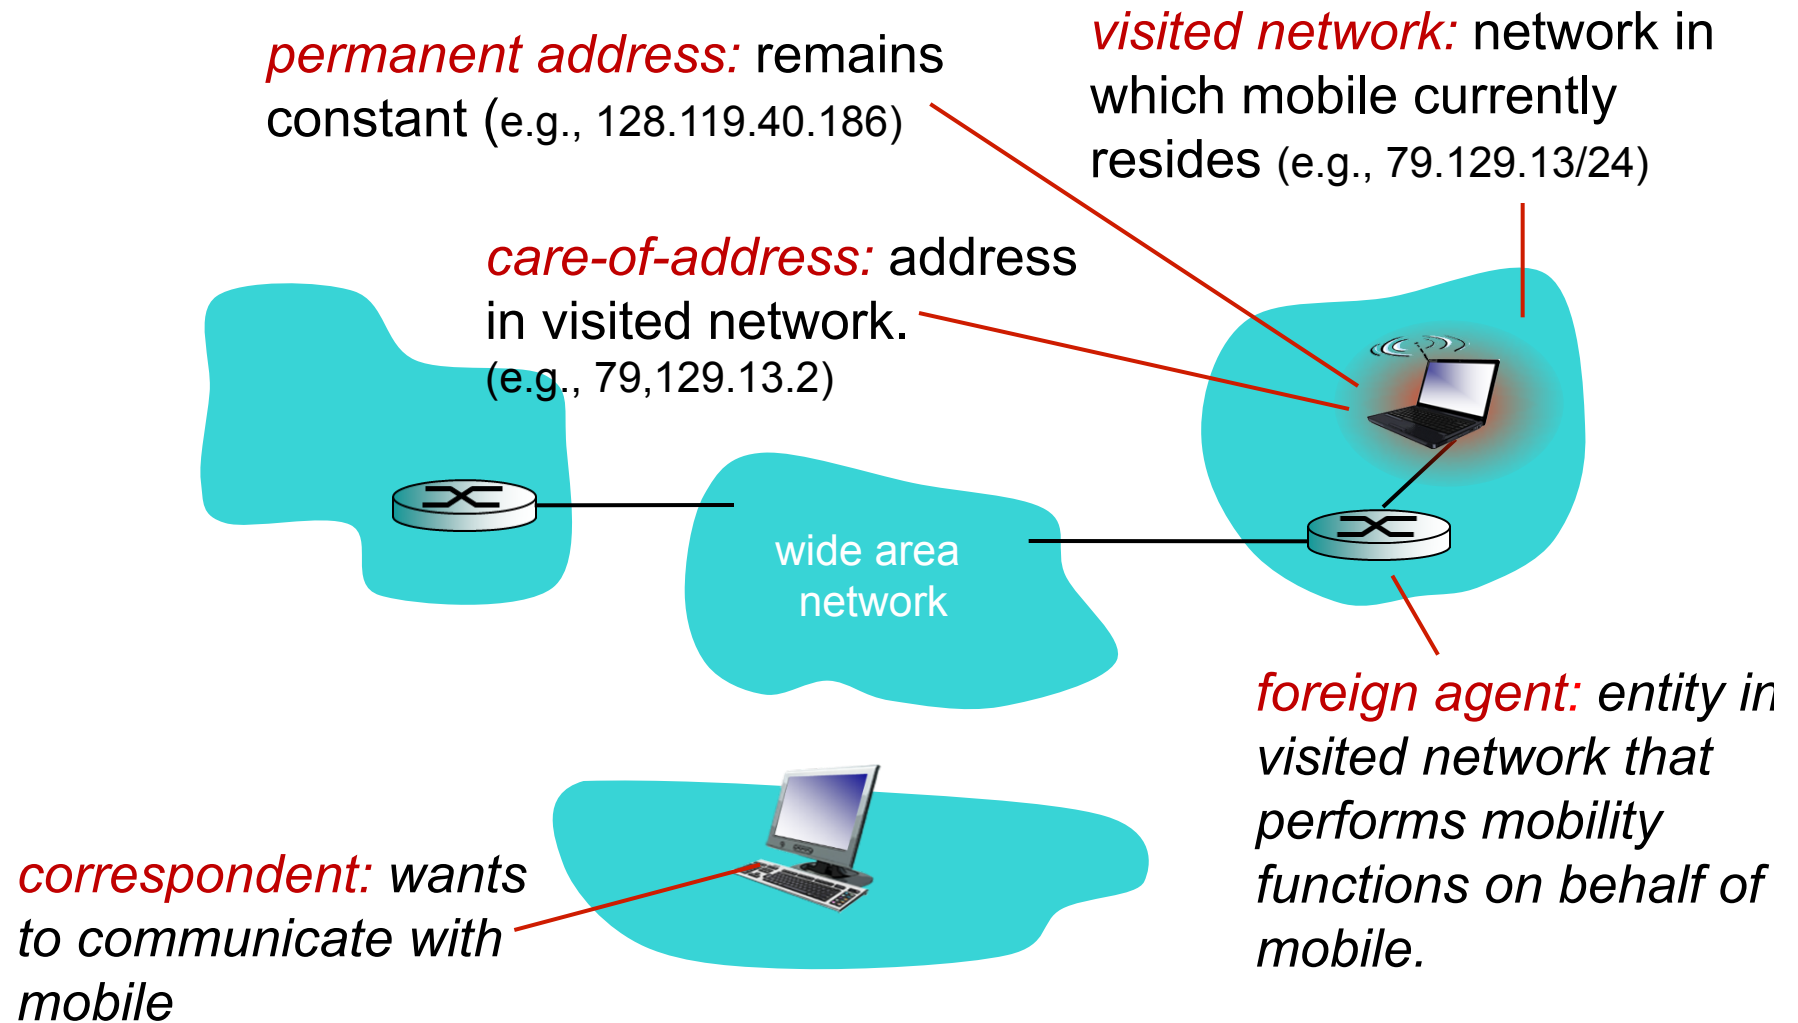 permanent address: remains
constant (e.g., 128.119.40.186)
visited network: network in
which mobile currently
resides (e.g., 79.129.13/24)
care-of-address: address
in visited network.
(e.g., 79,129.13.2)
wide area
network
foreign agent: entity in
visited network that
performs mobility
functions on behalf of
mobile.
correspondent: wants
to communicate with
mobile